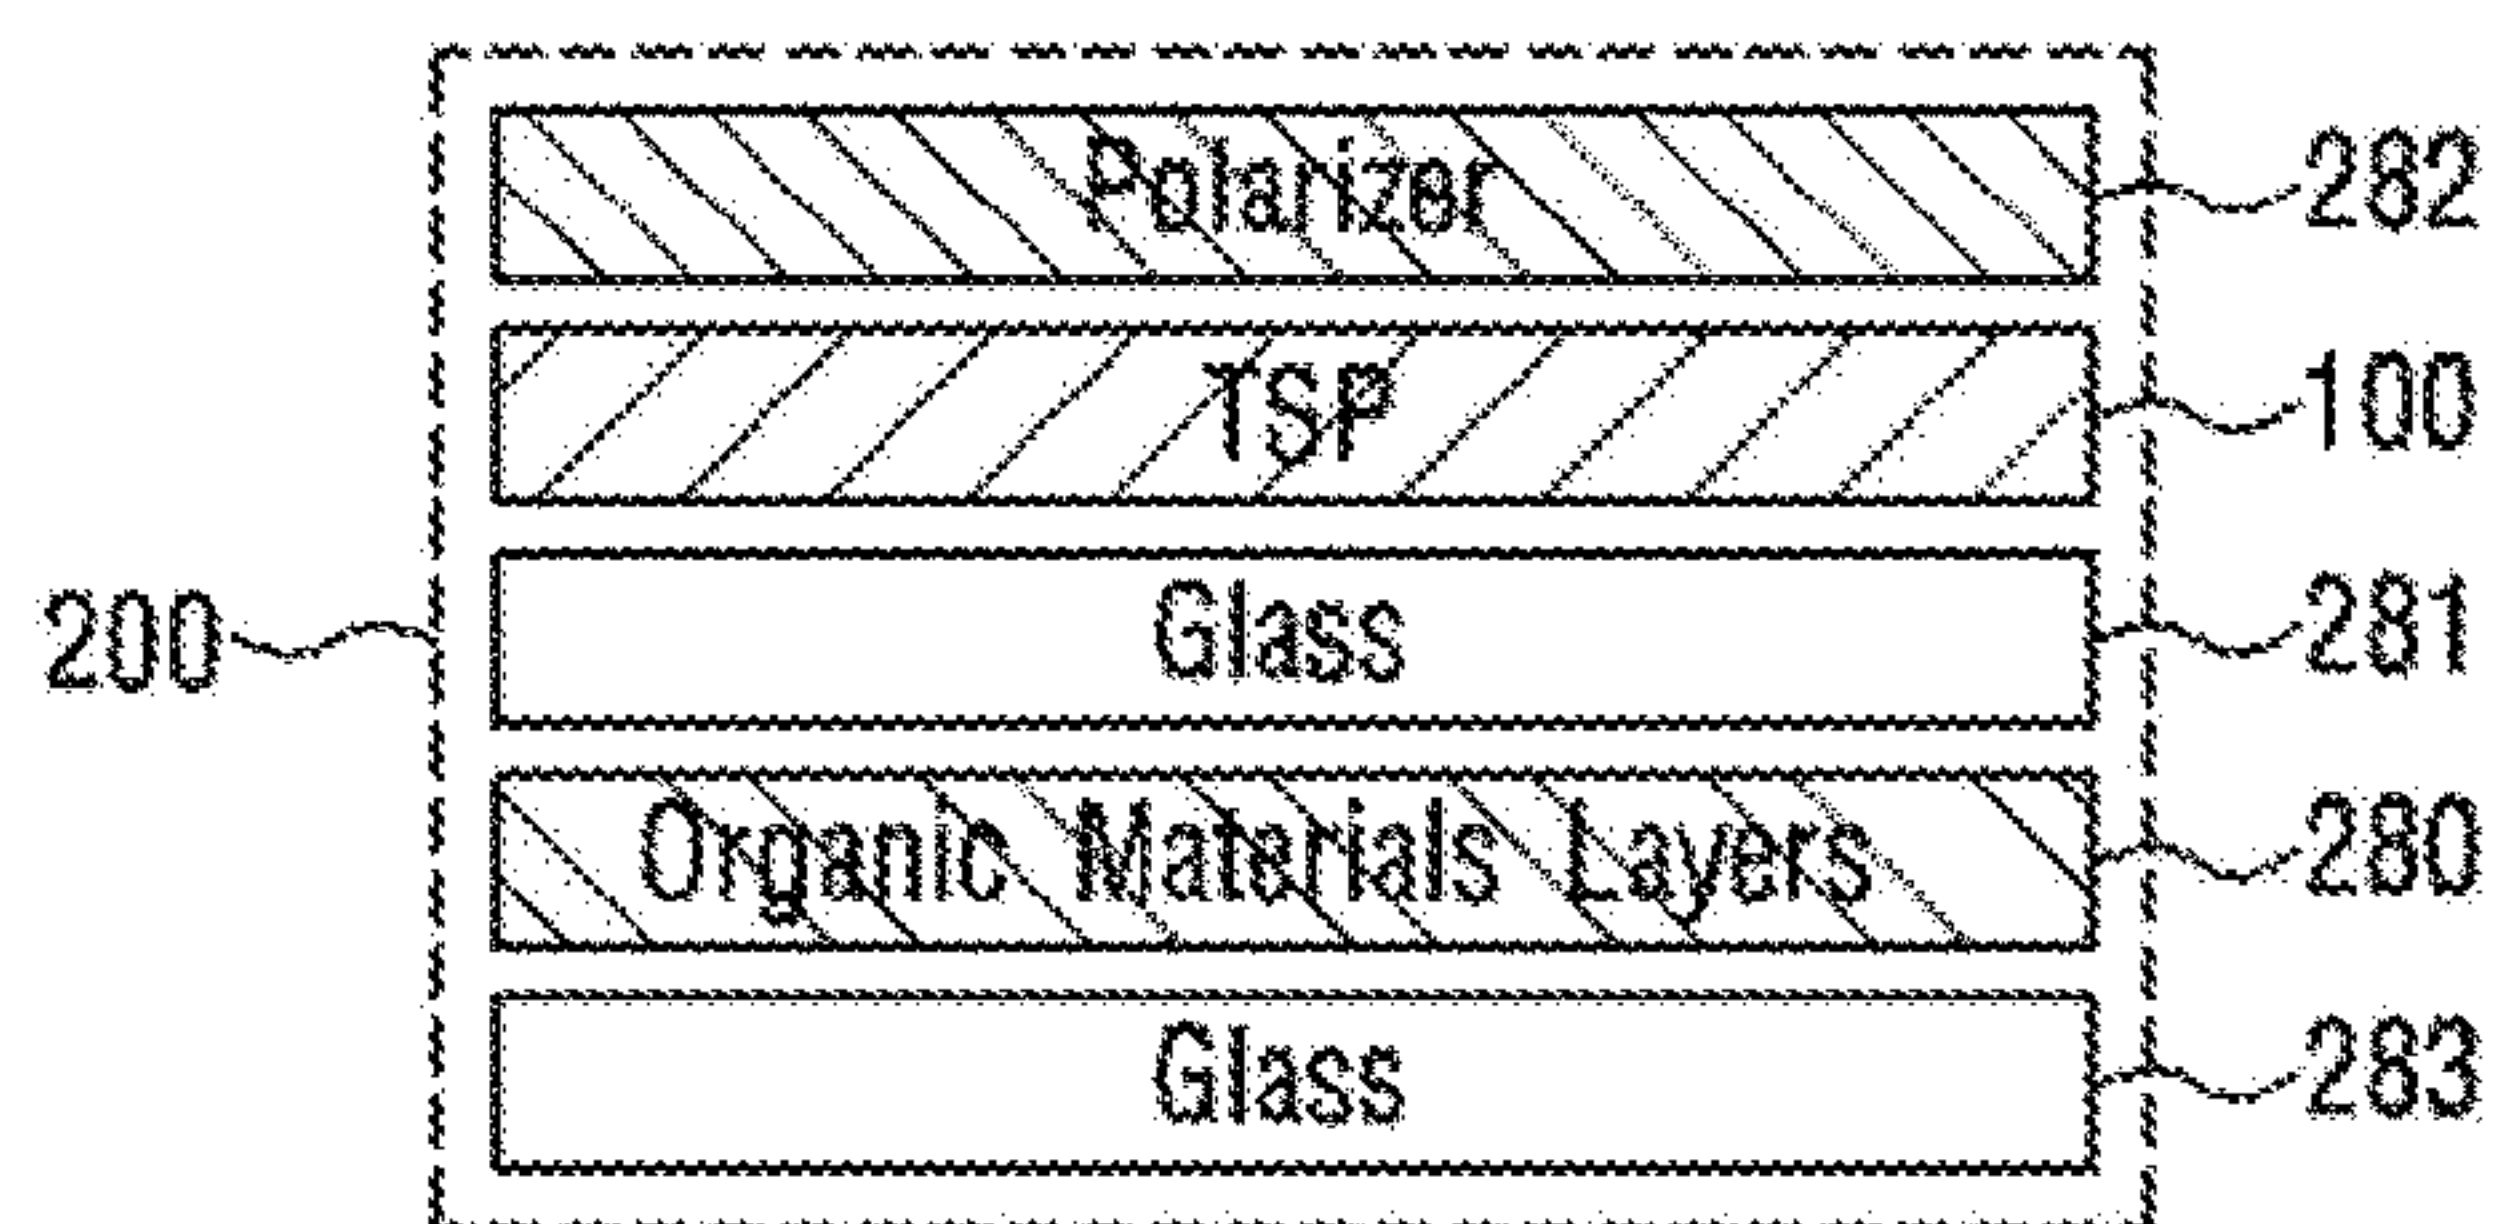 Polarizer 282
TSP 100
Glass 281
200
Organic Materials Layers 280
Glass 283